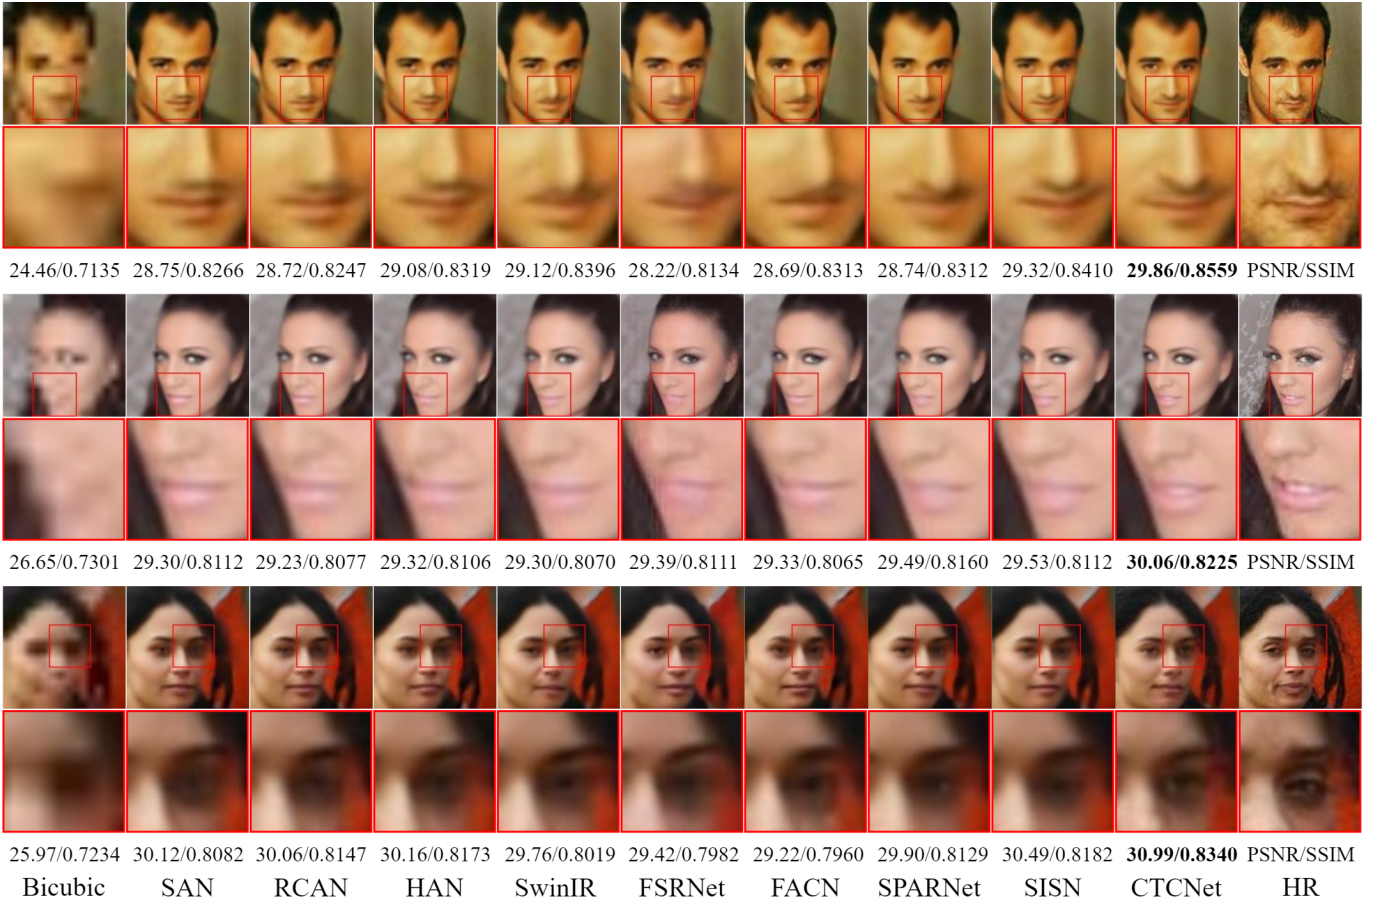 24.46/0.7135 28.75/0.8266 28.72/0.8247 29.08/0.8319 29.12/0.8396 28.22/0.8134 28.69/0.8313 28.74/0.8312 29.32/0.8410 29.86/0.8559 PSNR/SSIM
26.65/0.7301 29.30/0.8112 29.23/0.8077 29.32/0.8106 29.30/0.8070 29.39/0.8111 29.33/0.8065 29.49/0.8160 29.53/0.8112 30.06/0.8225 PSNR/SSIM
25.97/0.7234 30.12/0.8082 30.06/0.8147 30.16/0.8173 29.76/0.8019 29.42/0.7982 29.22/0.7960 29.90/0.8129 30.49/0.8182 30.99/0.8340 PSNR/SSIM
Bicubic SAN RCAN HAN SwinIR FSRNet FACN SPARNet SISN CTCNet HR